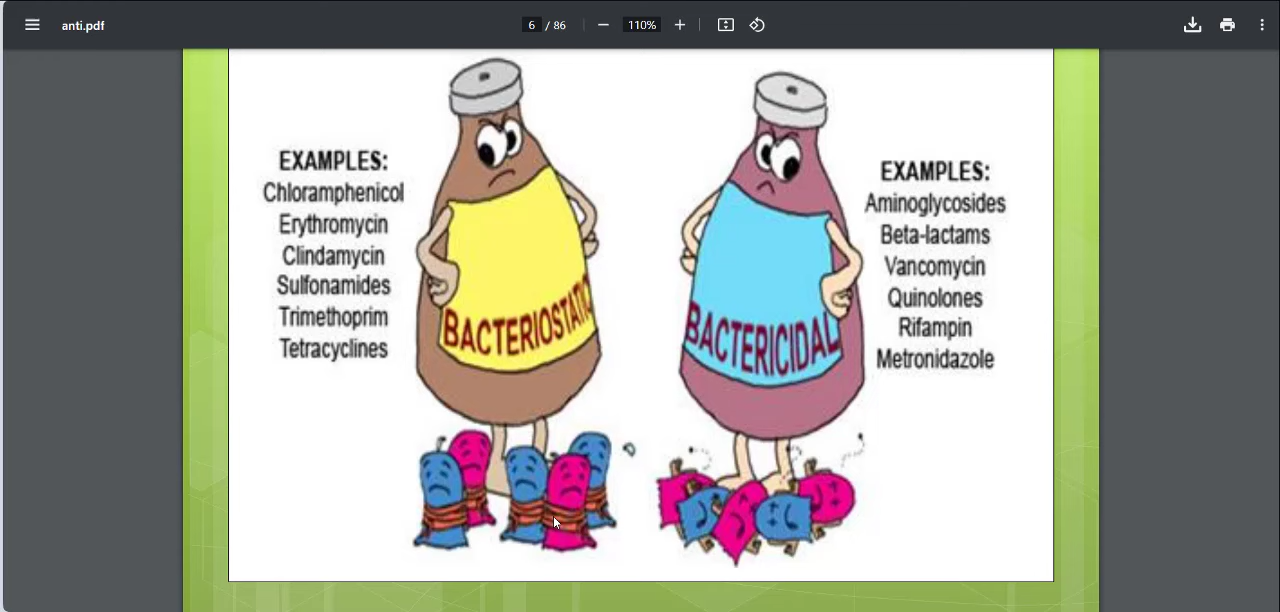 anti.pdf
6 / 86
110%
EXAMPLES:
Chloramphenicol
Erythromycin
Clindamycin
Sulfonamides
Trimethoprim
Tetracyclines
BACTERIOSTATIC
BACTERICIDAL
EXAMPLES:
Aminoglycosides
Beta-lactams
Vancomycin
Quinolones
Rifampin
Metronidazole